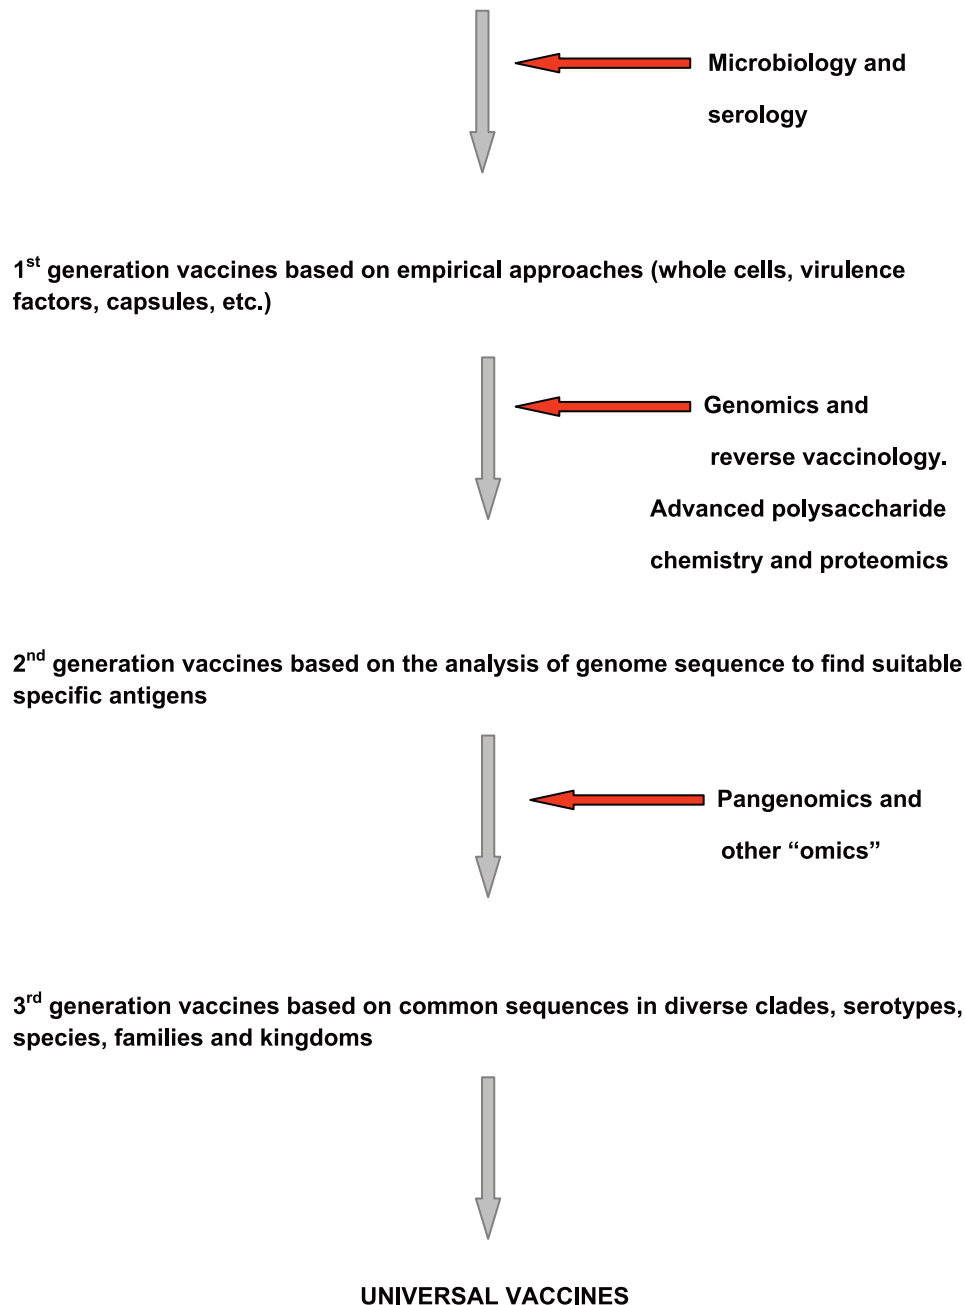 Microbiology and
serology
1st generation vaccines based on empirical approaches (whole cells, virulence
factors, capsules, etc.)
Genomics and
reverse vaccinology.
Advanced polysaccharide
chemistry and proteomics
2nd generation vaccines based on the analysis of genome sequence to find suitable
specific antigens
Pangenomics and
other “omics”
3rd generation vaccines based on common sequences in diverse clades, serotypes,
species, families and kingdoms
UNIVERSAL VACCINES